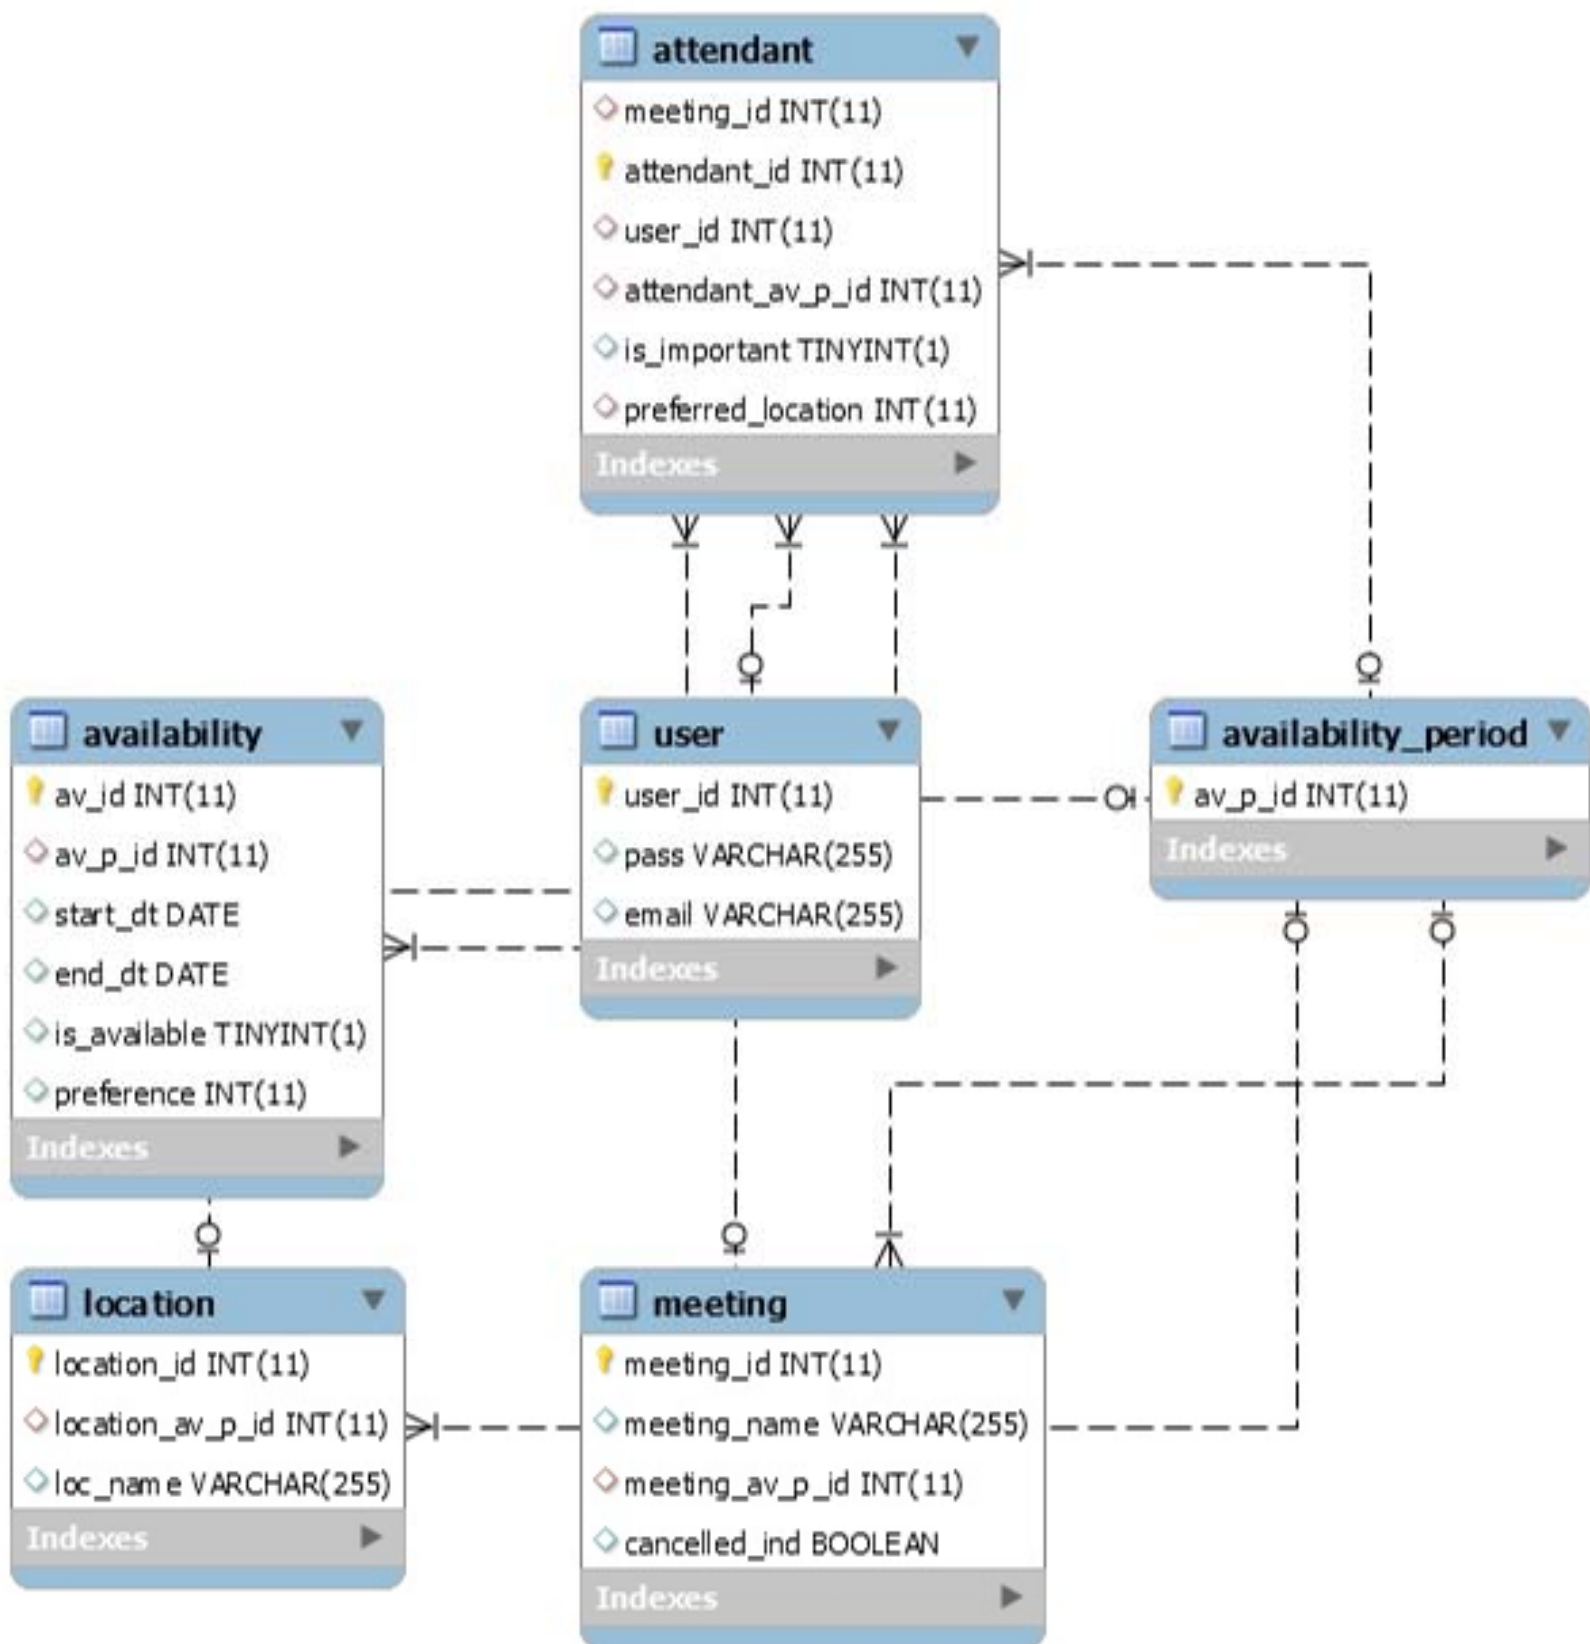 attendant
meeting_id INT(11)
attendant_id INT(11)
user_id INT(11)
attendant_av_p_id INT(11)
is_important TINYINT(1)
preferred_location INT(11)
Indexes
availability
av_id INT(11)
av_p_id INT(11)
start_dt DATE
end_dt DATE
is_available TINYINT(1)
preference INT(11)
Indexes
user
user_id INT(11)
pass VARCHAR(255)
email VARCHAR(255)
Indexes
availability_period
av_p_id INT(11)
Indexes
location
location_id INT(11)
location_av_p_id INT(11)
loc_name VARCHAR(255)
Indexes
meeting
meeting_id INT(11)
meeting_name VARCHAR(255)
meeting_av_p_id INT(11)
cancelled_ind BOOLEAN
Indexes